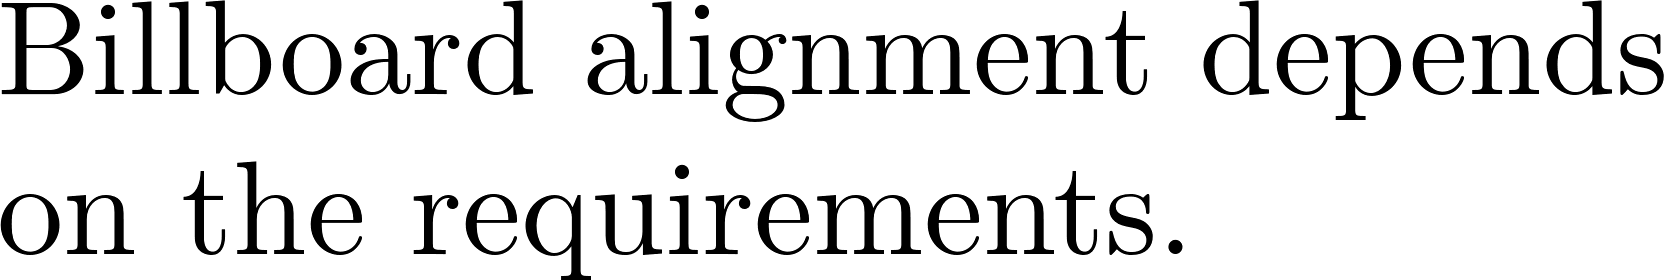 Billboard alignment depends
on the requirements.